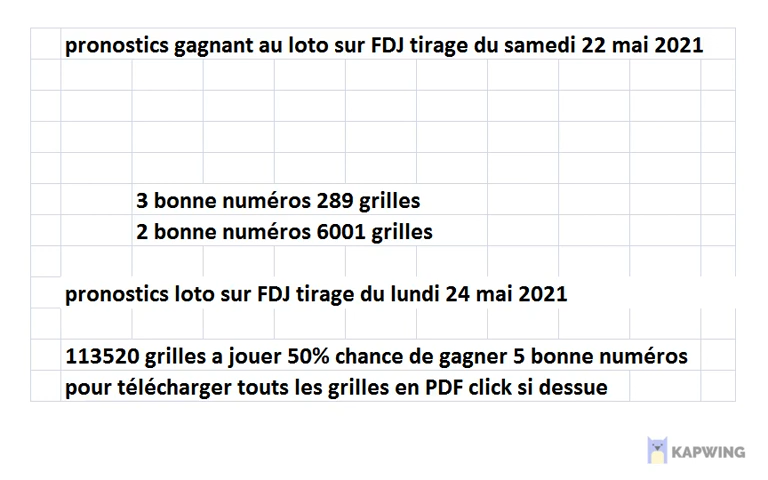 pronostics gagnant au loto sur FDJ tirage du samedi 22 mai 2021
3 bonne numéros 289 grilles
2 bonne numéros 6001 grilles
pronostics loto sur FDJ tirage du lundi 24 mai 2021
113520 grilles a jouer 50% chance de gagner 5 bonne numéros
pour télécharger touts les grilles en PDF click si dessue
KAPWING